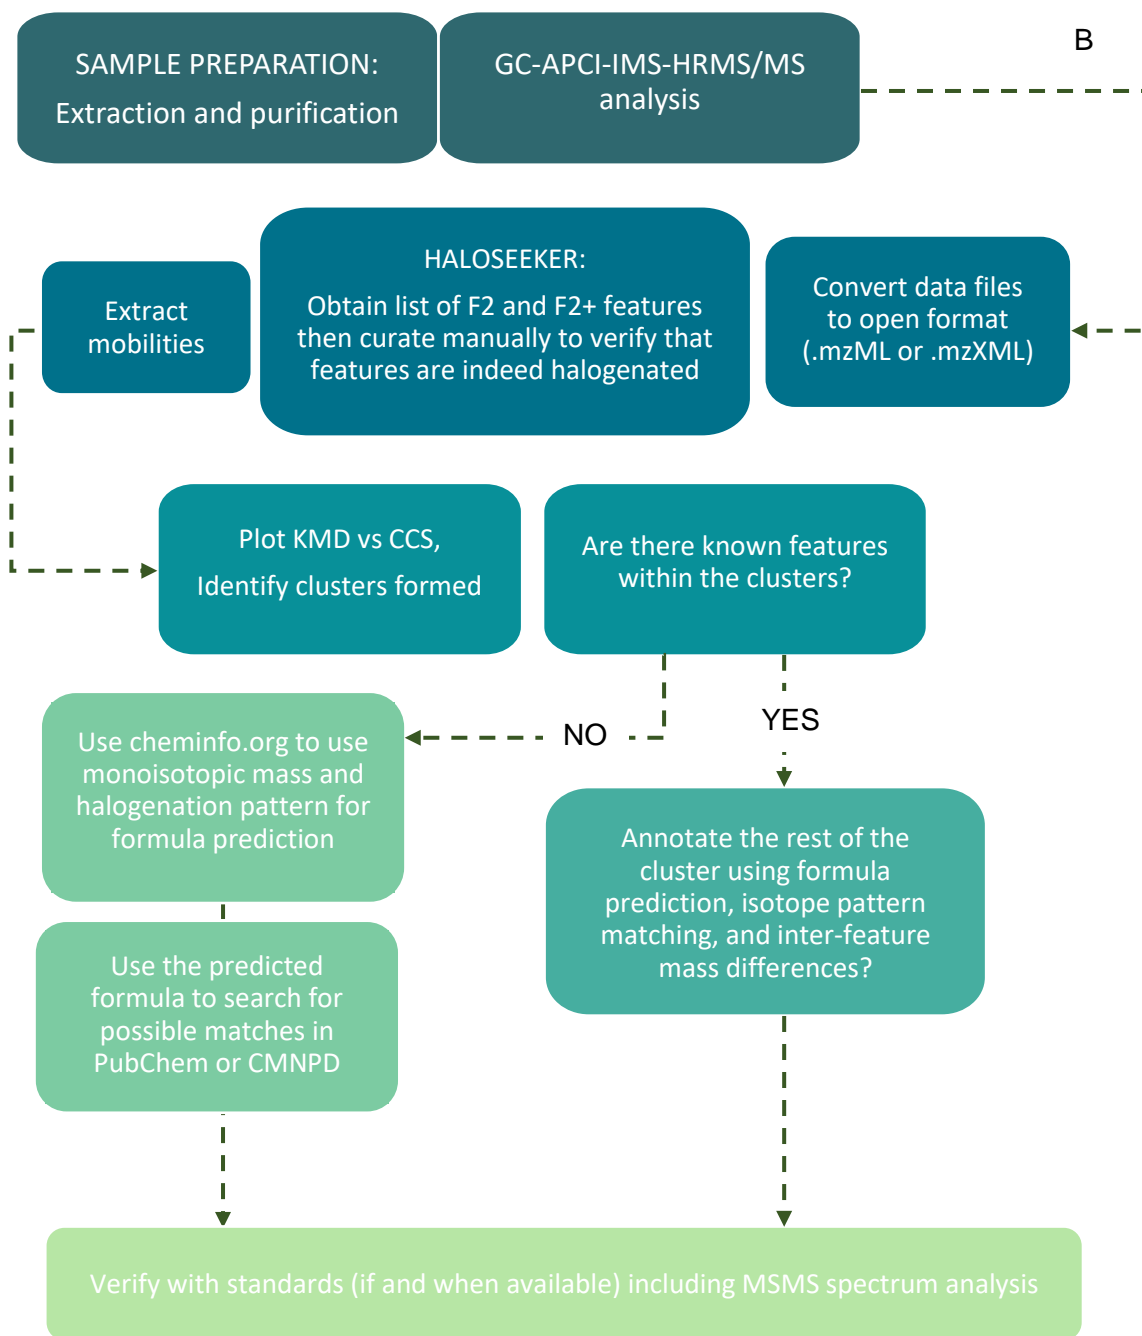 SAMPLE PREPARATION:
Extraction and purification
GC-APCI-IMS-HRMS/MS
analysis
B
Extract
mobilities
HALOSEEKER:
Obtain list of F2 and F2+ features
then curate manually to verify that
features are indeed halogenated
Convert data files
to open format
(.mzML or .mzXML)
Plot KMD vs CCS,
Identify clusters formed
Are there known features
within the clusters?
NO
YES
Use cheminfo.org to use
monoisotopic mass and
halogenation pattern for
formula prediction
Annotate the rest of the
cluster using formula
prediction, isotope pattern
matching, and inter-feature
mass differences?
Use the predicted
formula to search for
possible matches in
PubChem or CMNPD
Verify with standards (if and when available) including MSMS spectrum analysis